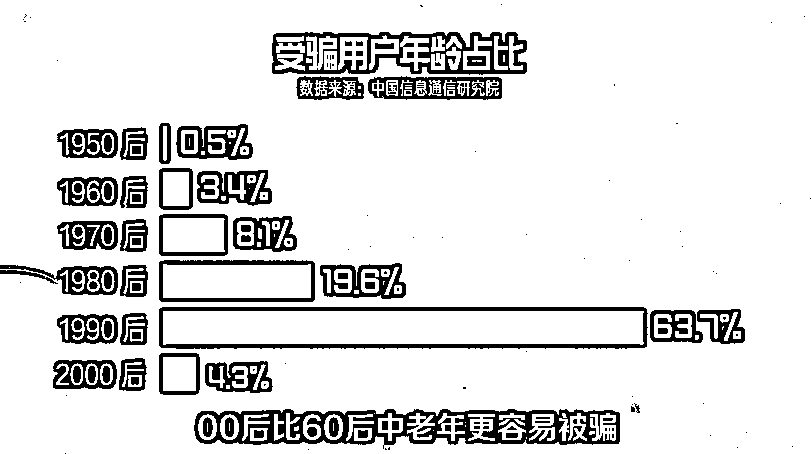 受骗用户年龄占比
数据来源：中国信息通信研究院
1950后 0.5%
1960后 3.4%
1970后 8.1%
1980后 19.6%
1990后 63.7%
2000后 4.3%
00后比60后中老年更容易被骗